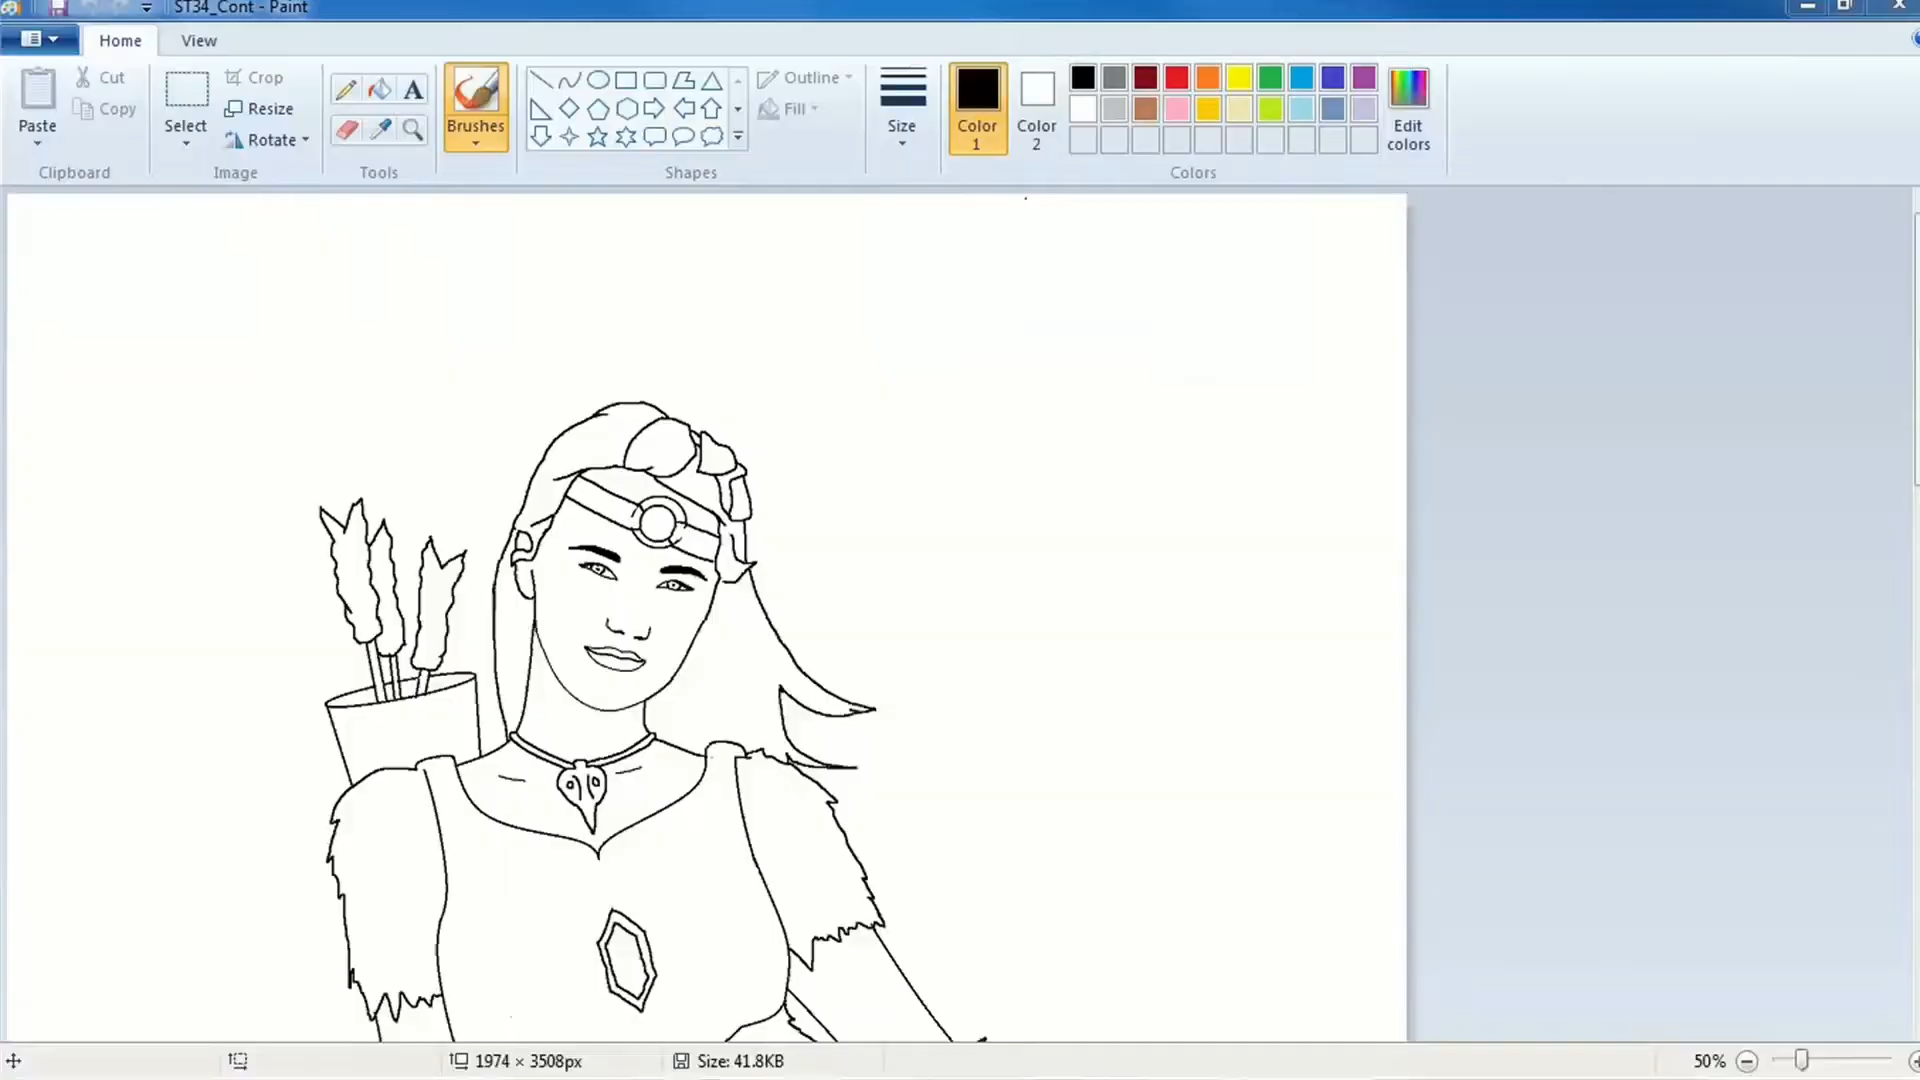 ST34_Cont - Paint
Home View
Paste
Cut
Copy
Clipboard
Select
Crop
Resize
Rotate
Image
A
Tools
Brushes
Outline
Fill
Shapes
Size
Color 1
Color 2
Edit colors
Colors
1974 × 3508px
Size: 41.8KB
50%